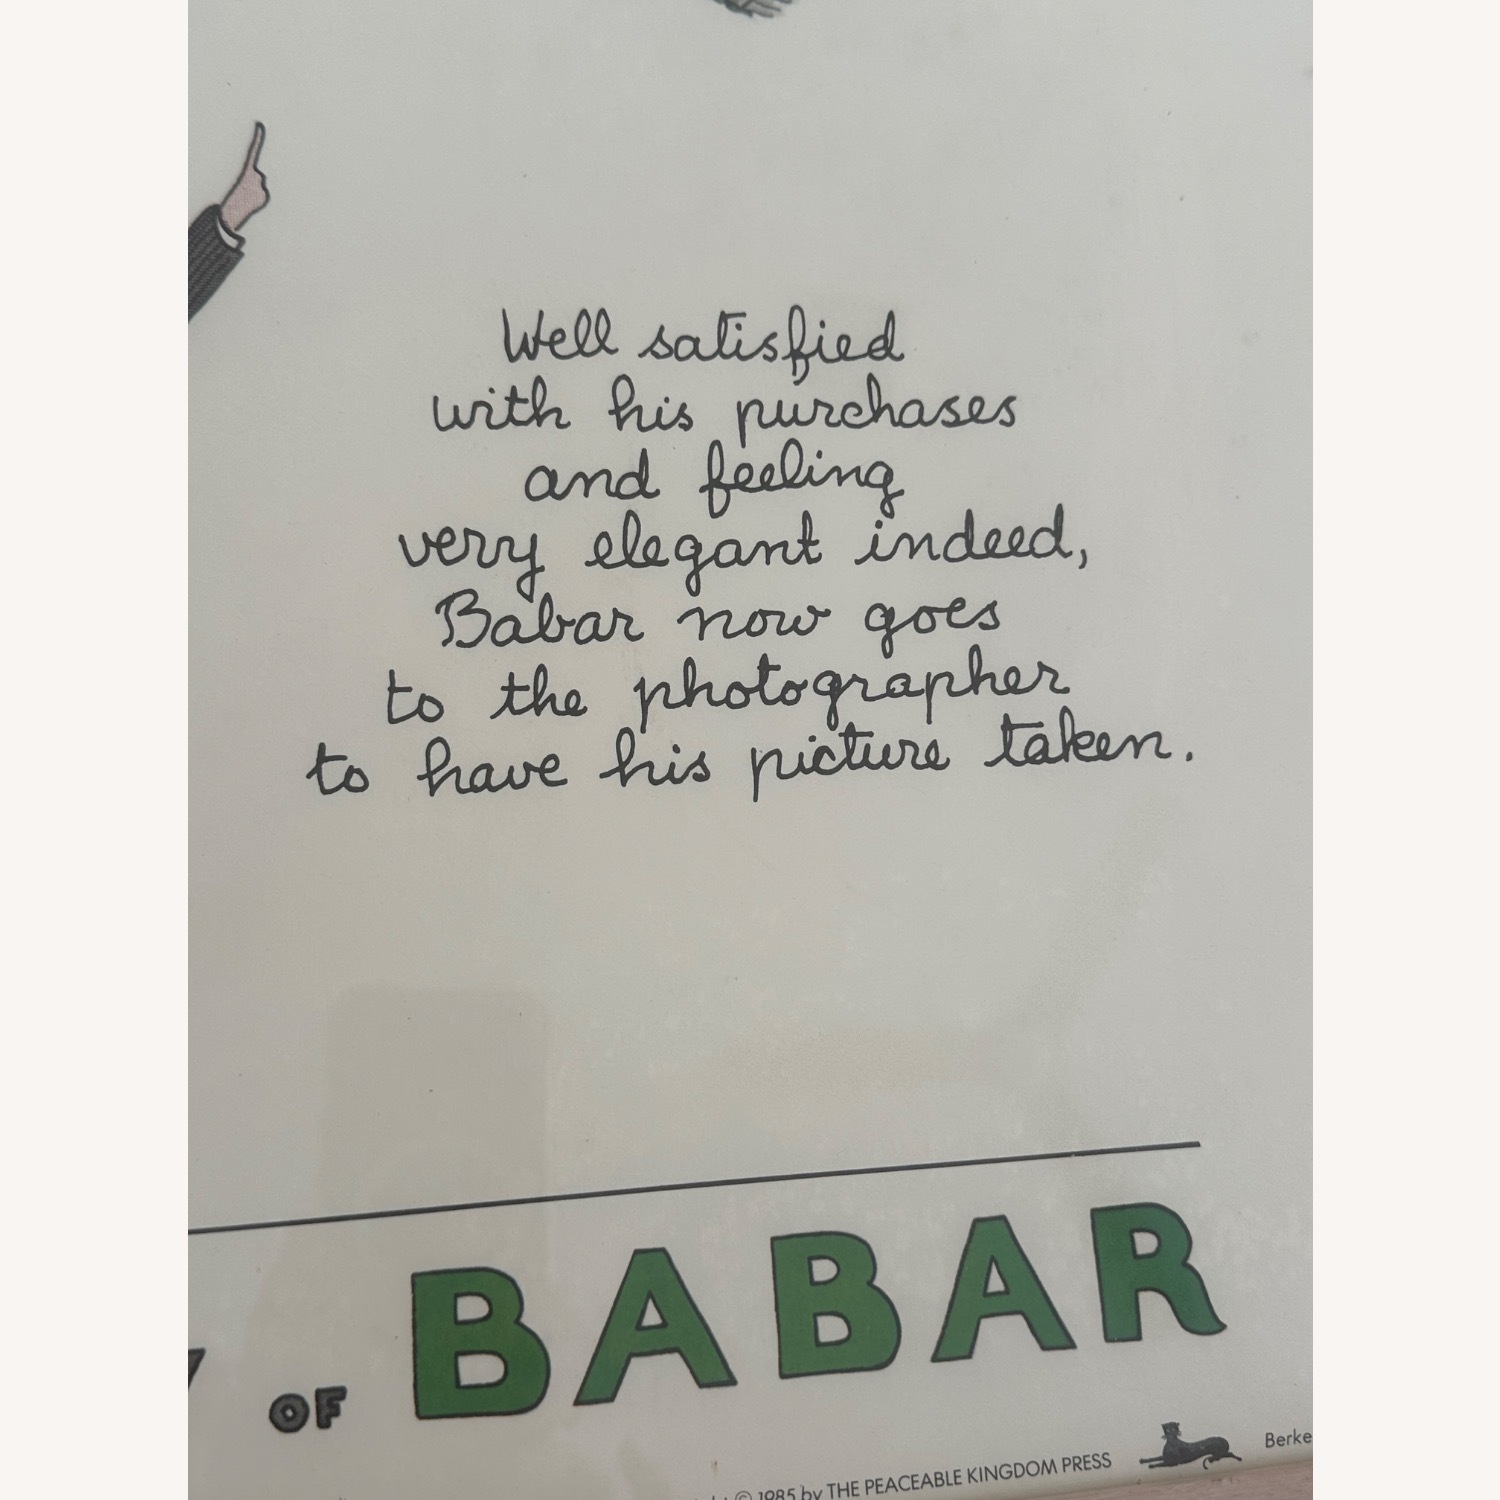 Well satisfied
with his purchases
and feeling
very elegant indeed,
Babar now goes
to the photographer
to have his picture taken.
OF BABAR
© 1985 by THE PEACEABLE KINGDOM PRESS